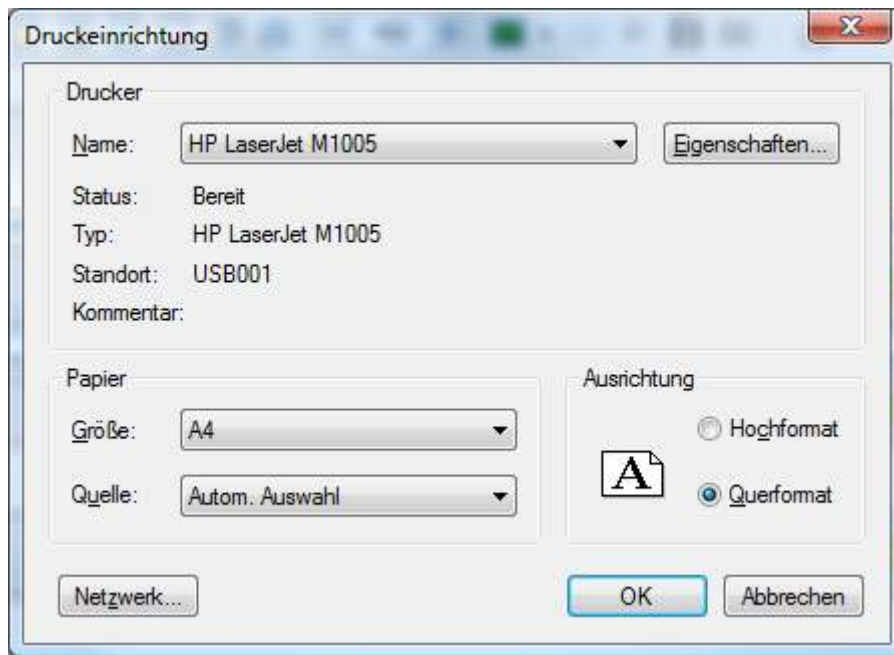 Druckeinrichtung
Drucker
Name: HP LaserJet M1005 Eigenschaften...
Status: Bereit
Typ: HP LaserJet M1005
Standort: USB001
Kommentar:
Papier
Größe: A4
Quelle: Autom. Auswahl
Ausrichtung
A
Hochformat
Querformat
Netzwerk... OK Abbrechen